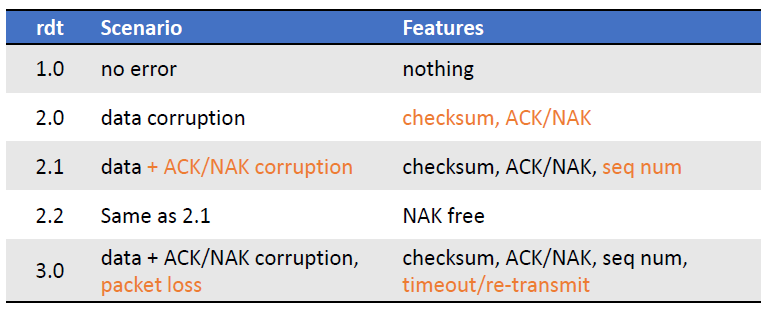 rdt Scenario Features
1.0 no error nothing
2.0 data corruption checksum, ACK/NAK
2.1 data + ACK/NAK corruption checksum, ACK/NAK, seq num
2.2 Same as 2.1 NAK free
3.0 data + ACK/NAK corruption, checksum, ACK/NAK, seq num,
packet loss timeout/re-transmit